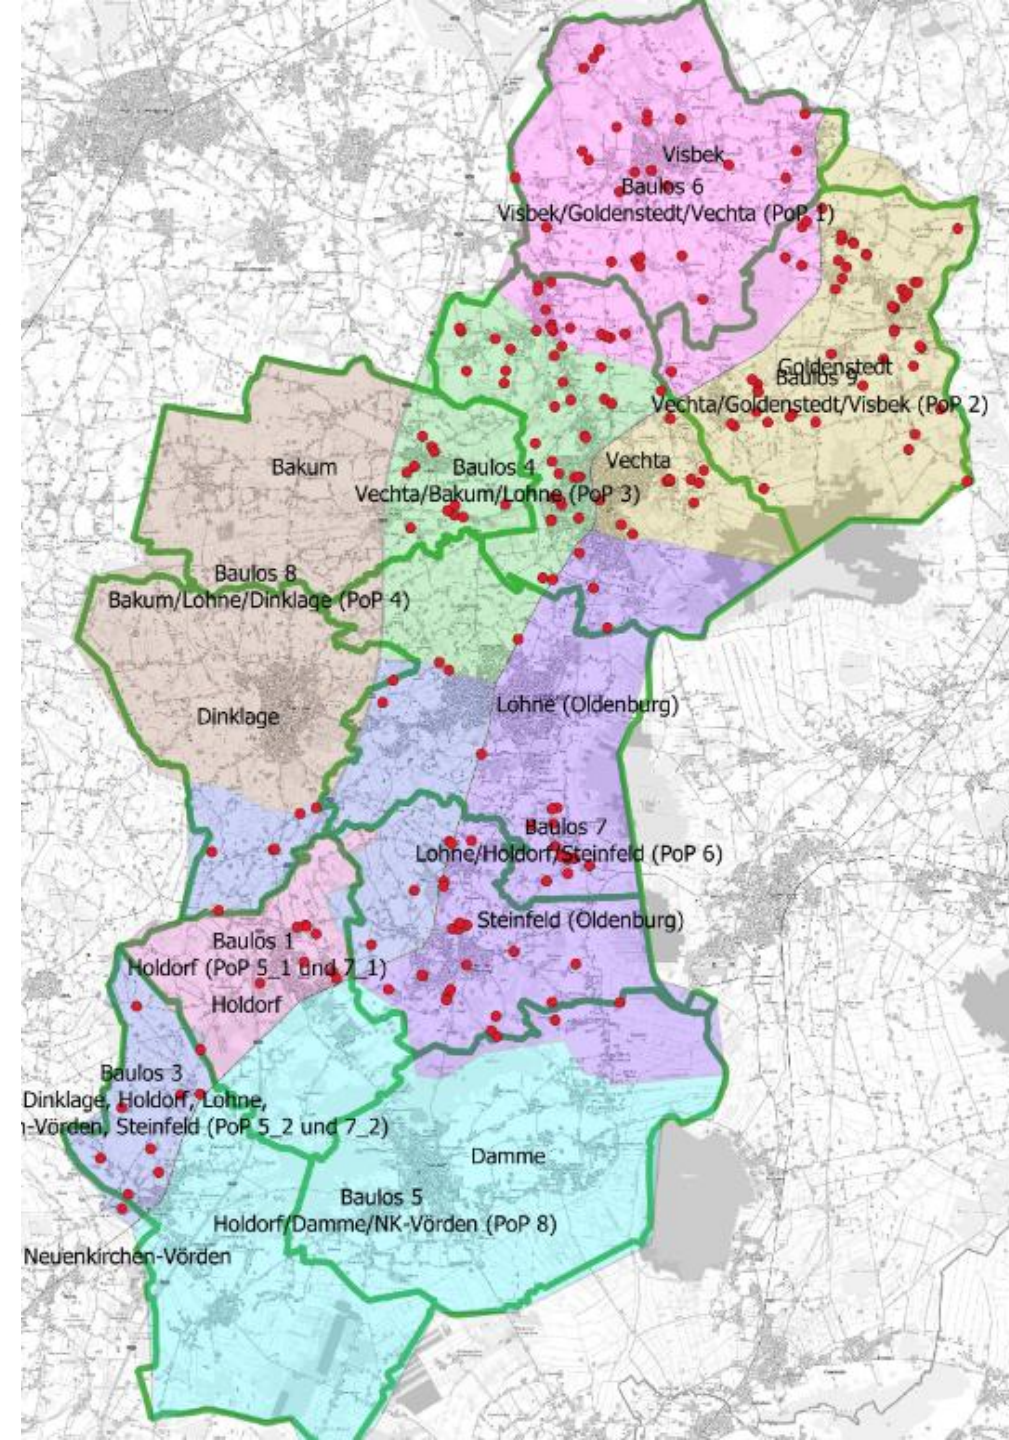 Visbek
Baulos 6
Visbek/Goldenstedt/Vechta (PoP 1)
Goldenstedt
Baulos 9
Vechta/Goldenstedt/Visbek (PoP 2)
Vechta
Bakum
Baulos 4
Vechta/Bakum/Lohne (PoP 3)
Baulos 8
Bakum/Lohne/Dinklage (PoP 4)
Dinklage
Lohne (Oldenburg)
Baulos 7
Lohne/Holdorf/Steinfeld (PoP 6)
Steinfeld (Oldenburg)
Baulos 1
Holdorf (PoP 5_1 und 7_1)
Holdorf
Baulos 3
Dinklage, Holdorf, Lohne,
n-Vörden, Steinfeld (PoP 5_2 und 7_2)
Damme
Baulos 5
Holdorf/Damme/NK-Vörden (PoP 8)
Neuenkirchen-Vörden